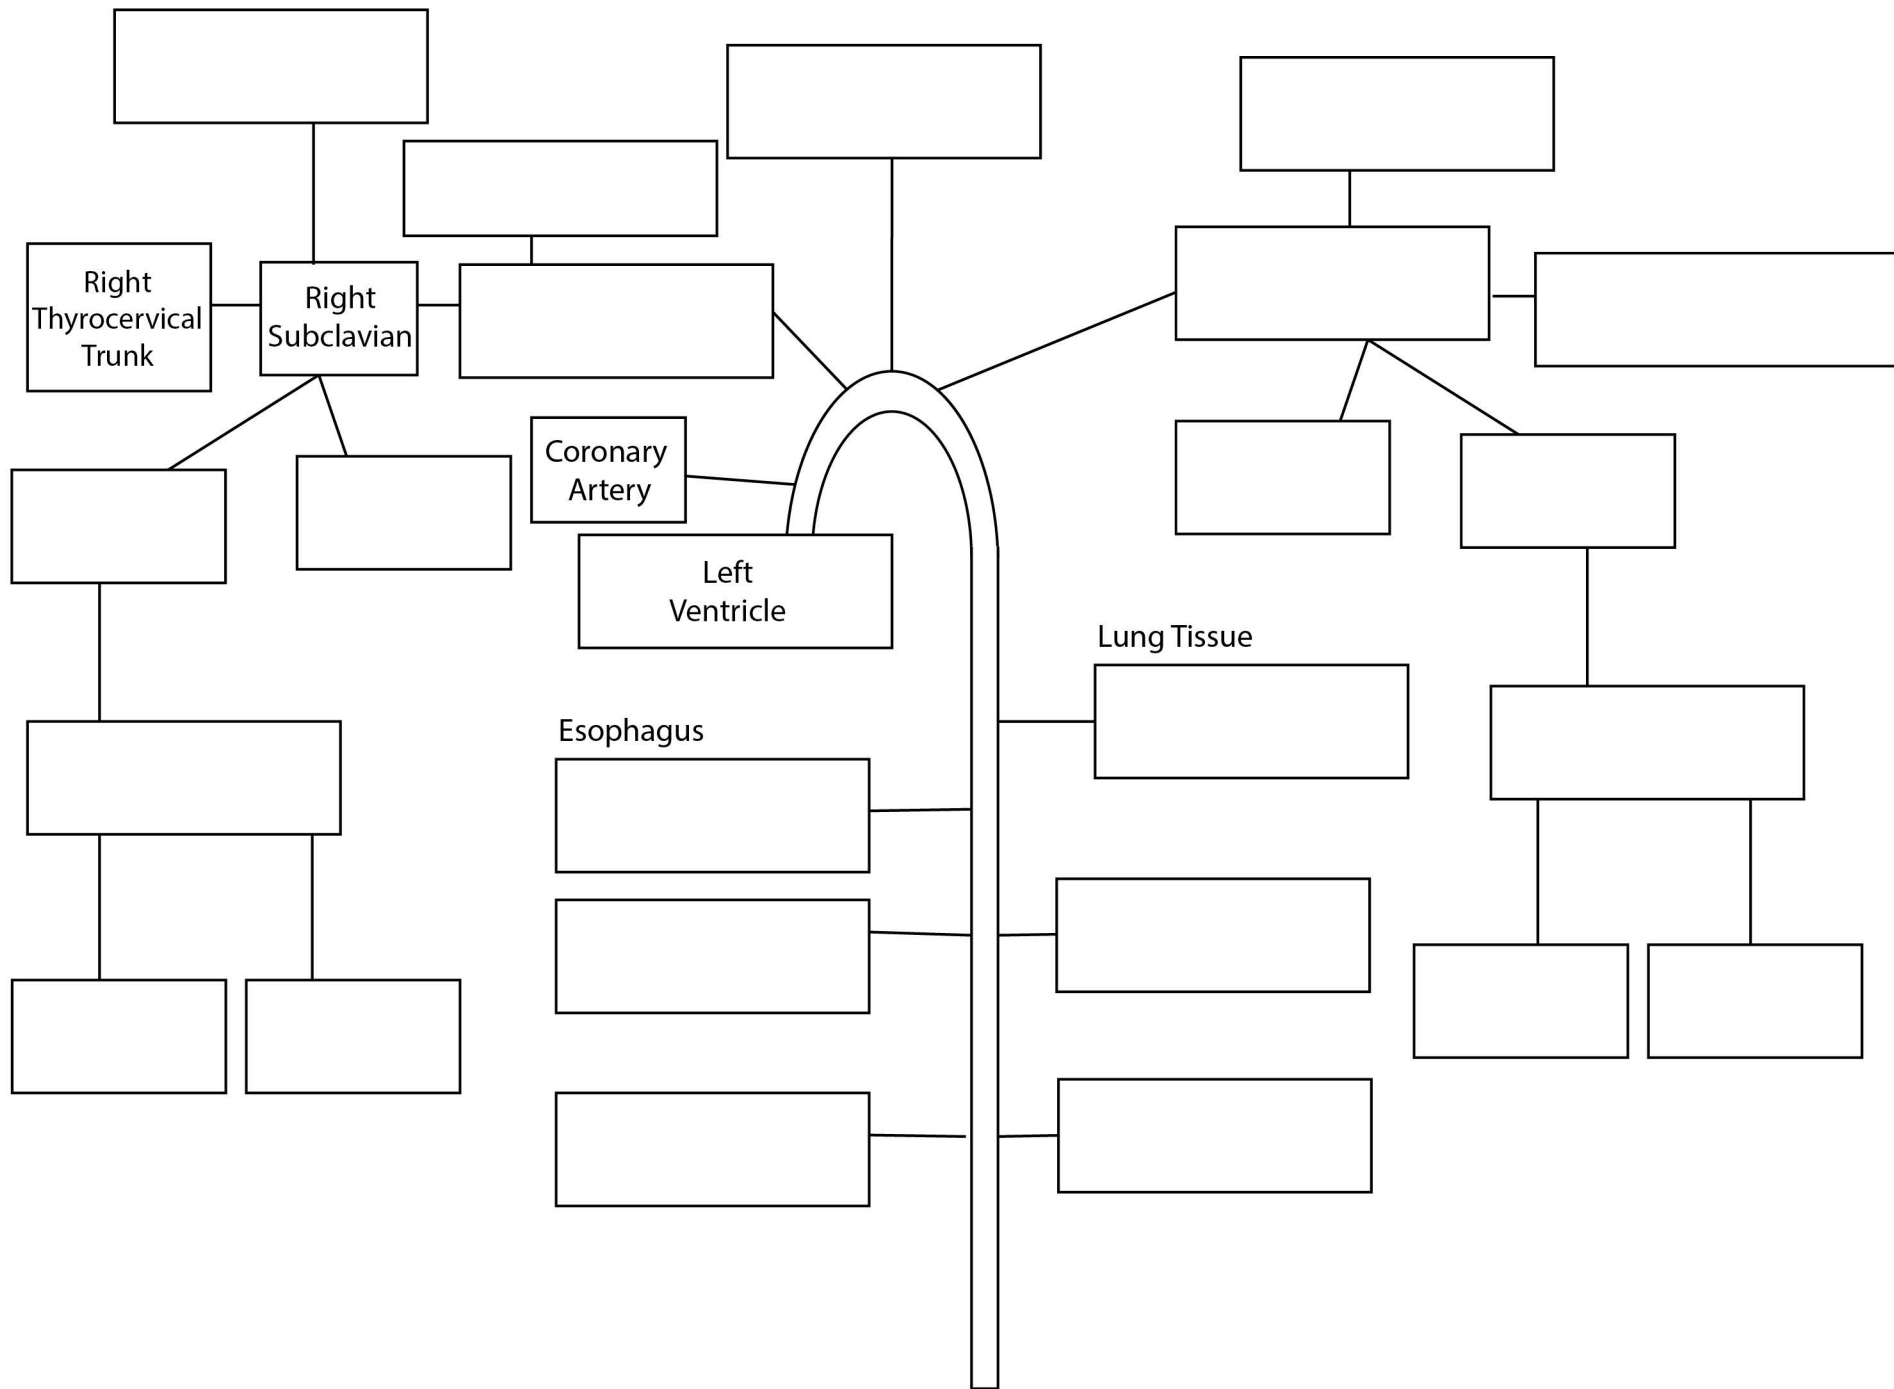 Right
Thyrocervical
Trunk
Right
Subclavian
Coronary
Artery
Left
Ventricle
Lung Tissue
Esophagus